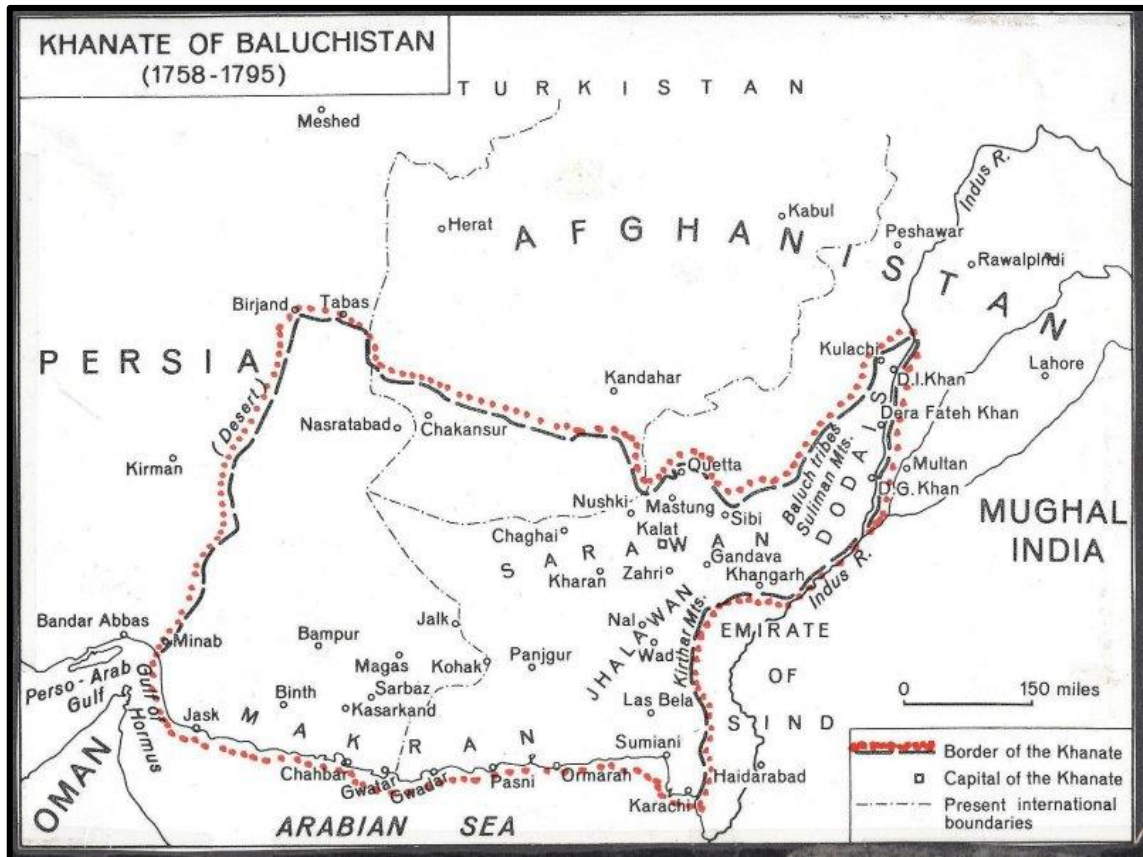 KHANATE OF BALUCHISTAN
(1758-1795)
TURKISTAN
Meshed
Herat
Kabul
AFGHANISTAN
Indus R.
Peshawar
Rawalpindi
Birjand
Tabas
PERSIA
Kulachi
Lahore
Kandahar
D.I.Khan
(Desert)
Nasratabad
Chakansur
Dera Fateh Khan
Kirman
Baluch tribes
Suliman Mts.
DODAIS
Quetta
Multan
Nushki
Mastung
D.G. Khan
MUGHAL
INDIA
Chaghai
Kalat
Sibi
SARAWAN
Gandava
Kharan
Zahri
Khangarh
Indus R.
Bandar Abbas
Minab
Bampur
Jalk
Nal
JHALAWAN
Kirthar Mts.
EMIRATE
OF
SIND
Wad
Perso-Arab
Gulf
Gulf of
Hormus
Magas
Kohak
Panjgur
Binth
Sarbaz
Kasarkand
Las Bela
0
150 miles
Jask
MAKRAN
Sumiani
Haidarabad
Chahbar
Gwatar
Gwadar
Pasni
Ormarah
Karachi
OMAN
ARABIAN SEA
Border of the Khanate
Capital of the Khanate
Present international
boundaries